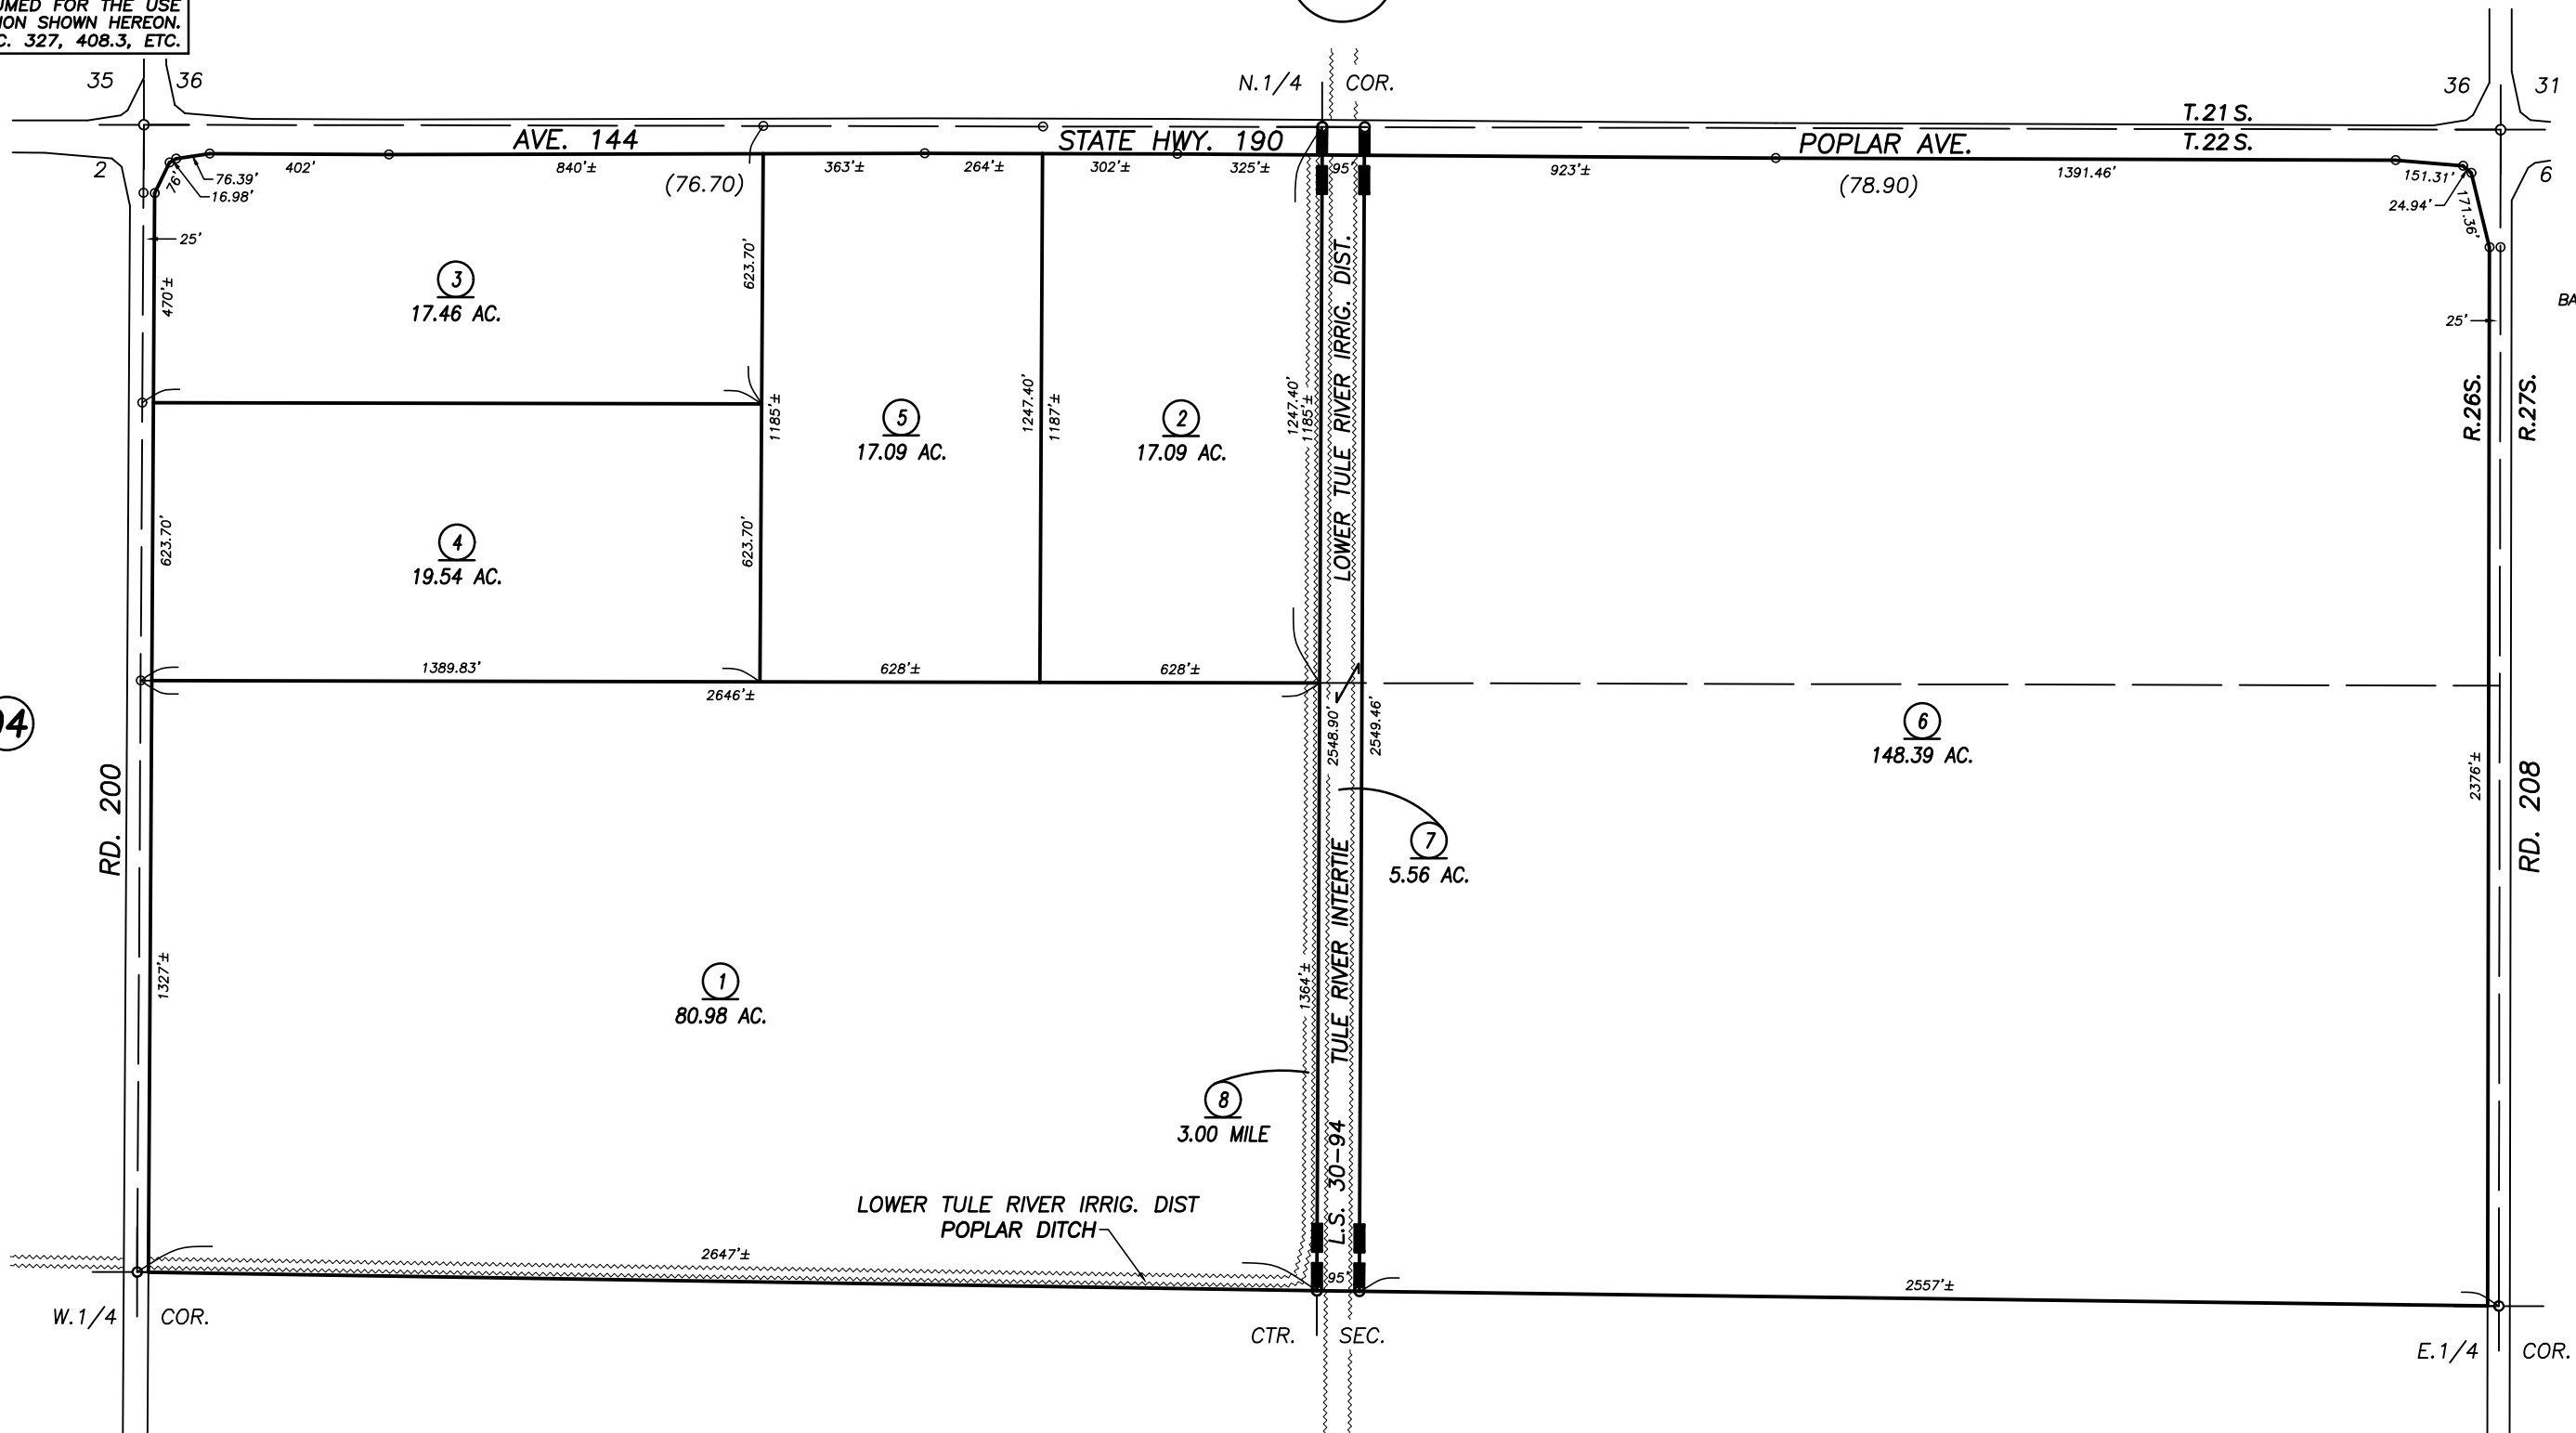 UMED FOR THE USE
ION SHOWN HEREON.
C. 327, 408.3, ETC.
35 36
N.1/4 COR.
36 31
T.21S.
AVE. 144 STATE HWY. 190 POPLAR AVE.
T.22S.
2
76'
76.39'
16.98'
402'
840'±
(76.70)
363'±
264'±
302'±
325'±
95'
923'±
(78.90)
1391.46'
151.31'
24.94'
171.36'
6
25'
470'±
3
17.46 AC.
623.70'
LOWER TULE RIVER IRRIG. DIST.
25'
BA
R.26S.
R.27S.
1185'±
5
17.09 AC.
1247.40'
1187'±
2
17.09 AC.
1247.40'
1185'±
623.70'
4
19.54 AC.
623.70'
1389.83'
628'±
628'±
2646'±
04
2548.90'
2549.46'
6
148.39 AC.
2376'±
RD. 200
RD. 208
7
5.56 AC.
TULE RIVER INTERTIE
1327'±
1
80.98 AC.
1364'±
8
3.00 MILE
L.S. 30-94
LOWER TULE RIVER IRRIG. DIST
POPLAR DITCH
2647'±
95'
2557'±
W.1/4 COR.
CTR. SEC.
E.1/4 COR.